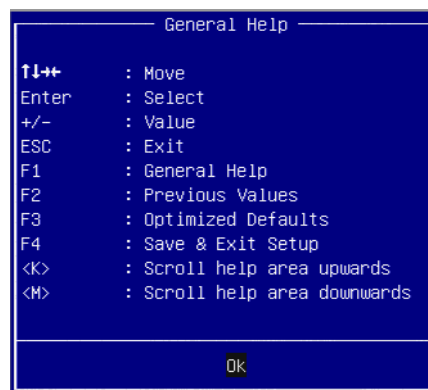 General Help
↑↓→← : Move
Enter : Select
+/- : Value
ESC : Exit
F1 : General Help
F2 : Previous Values
F3 : Optimized Defaults
F4 : Save & Exit Setup
<K> : Scroll help area upwards
<M> : Scroll help area downwards
Ok